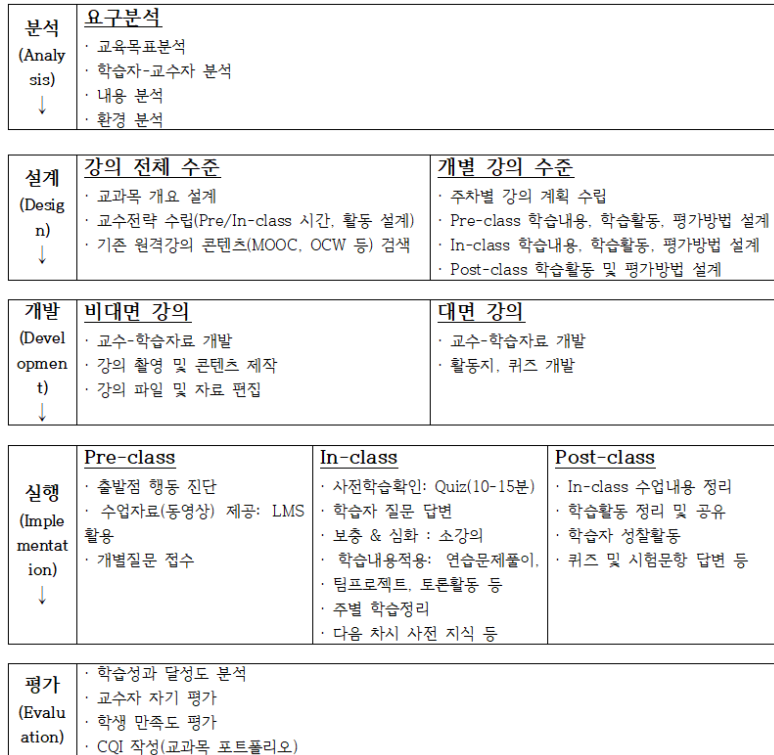 분석
(Analy
sis)
↓
요구분석
· 교육목표분석
· 학습자-교수자 분석
· 내용 분석
· 환경 분석
설계
(Desig
n)
↓
강의 전체 수준
· 교과목 개요 설계
· 교수전략 수립(Pre/In-class 시간, 활동 설계)
· 기존 원격강의 콘텐츠(MOOC, OCW 등) 검색
개별 강의 수준
· 주차별 강의 계획 수립
· Pre-class 학습내용, 학습활동, 평가방법 설계
· In-class 학습내용, 학습활동, 평가방법 설계
· Post-class 학습활동 및 평가방법 설계
개발
(Devel
opmen
t)
↓
비대면 강의
· 교수-학습자료 개발
· 강의 촬영 및 콘텐츠 제작
· 강의 파일 및 자료 편집
대면 강의
· 교수-학습자료 개발
· 활동지, 퀴즈 개발
실행
(Imple
mentat
ion)
↓
Pre-class
· 출발점 행동 진단
· 수업자료(동영상) 제공: LMS
활용
· 개별질문 접수
In-class
· 사전학습확인: Quiz(10-15분)
· 학습자 질문 답변
· 보충 & 심화 : 소강의
· 학습내용적용: 연습문제풀이,
· 팀프로젝트, 토론활동 등
· 주별 학습정리
· 다음 차시 사전 지식 등
Post-class
· In-class 수업내용 정리
· 학습활동 정리 및 공유
· 학습자 성찰활동
· 퀴즈 및 시험문항 답변 등
평가
(Evalu
ation)
· 학습성과 달성도 분석
· 교수자 자기 평가
· 학생 만족도 평가
· CQI 작성(교과목 포트폴리오)